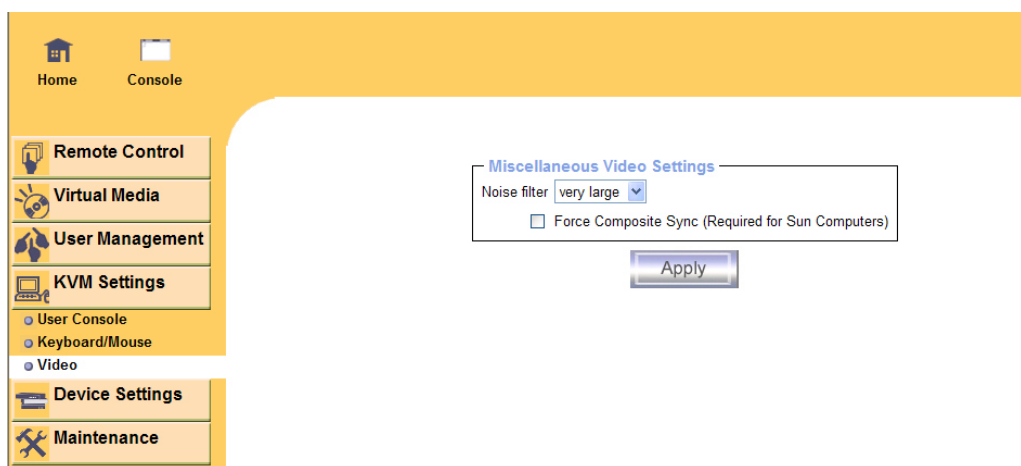 Home Console
Remote Control
Virtual Media
User Management
KVM Settings
User Console
Keyboard/Mouse
Video
Device Settings
Maintenance
Miscellaneous Video Settings
Noise filter very large
Force Composite Sync (Required for Sun Computers)
Apply